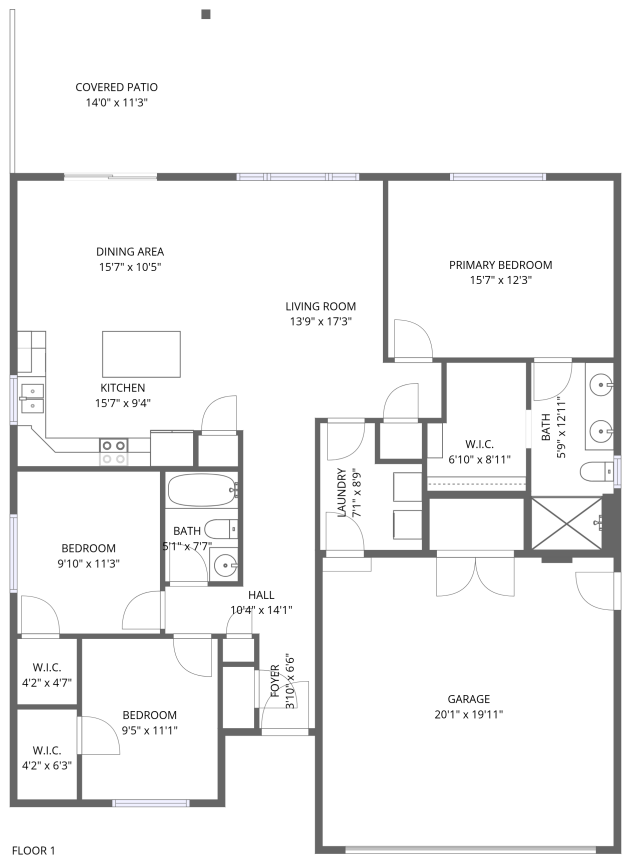 COVERED PATIO
14'0" x 11'3"
DINING AREA
15'7" x 10'5"
PRIMARY BEDROOM
15'7" x 12'3"
LIVING ROOM
13'9" x 17'3"
KITCHEN
15'7" x 9'4"
W.I.C.
6'10" x 8'11"
BATH
5'9" x 12'11"
LAUNDRY
7'1" x 8'9"
BATH
5'1" x 7'7"
BEDROOM
9'10" x 11'3"
HALL
10'4" x 14'1"
FOYER
3'10" x 6'6"
W.I.C.
4'2" x 4'7"
BEDROOM
9'5" x 11'1"
GARAGE
20'1" x 19'11"
W.I.C.
4'2" x 6'3"
FLOOR 1